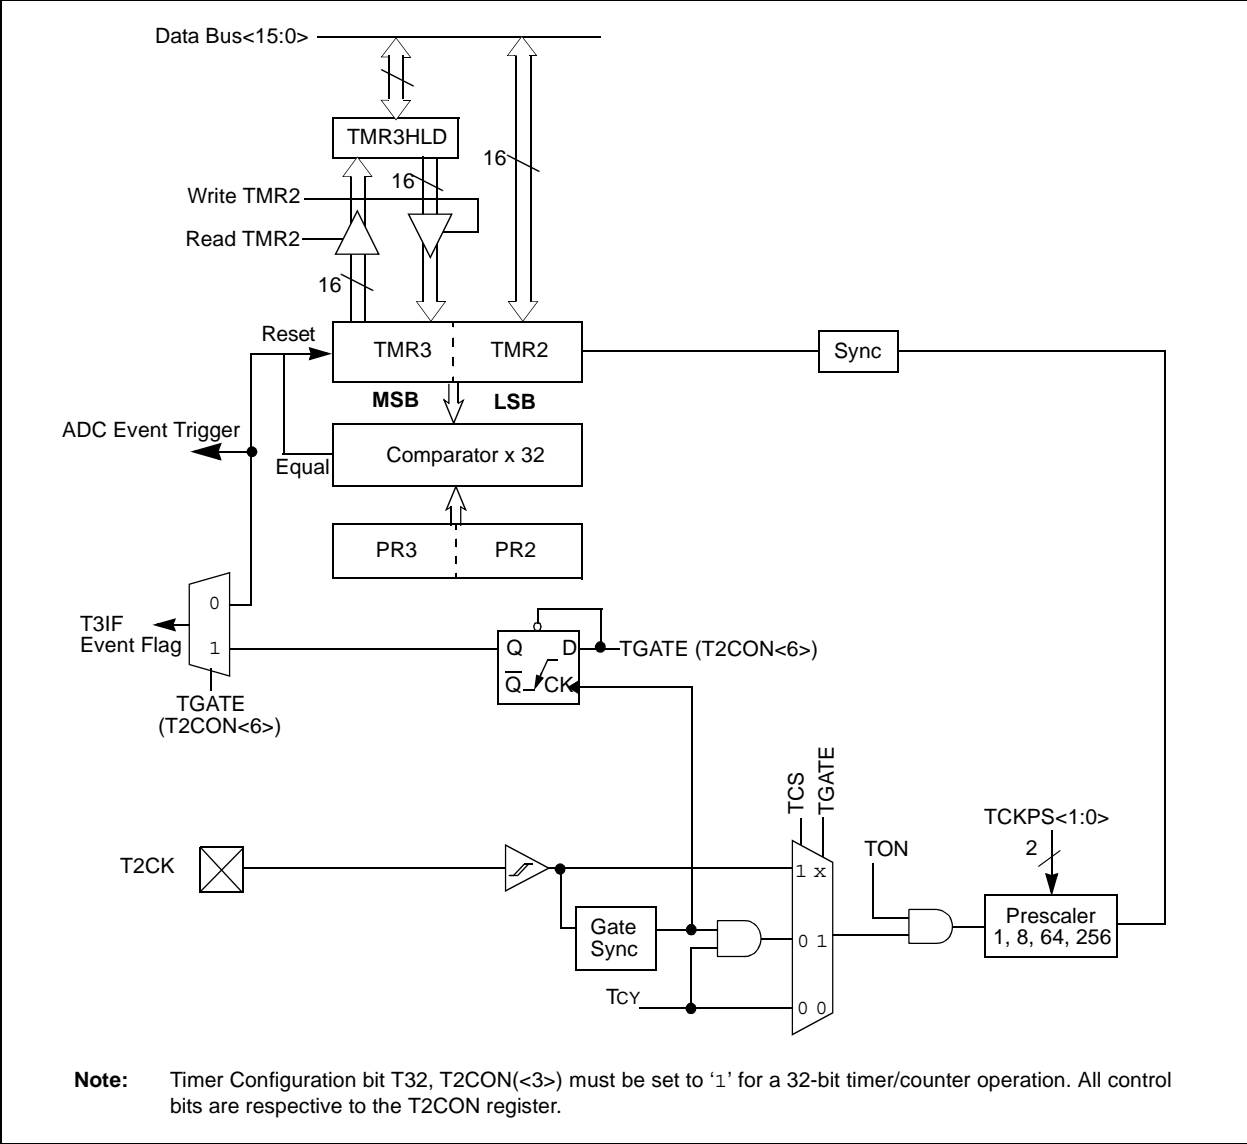 Data Bus<15:0>
TMR3HLD
16
16
Write TMR2
Read TMR2
16
Reset
TMR3
TMR2
Sync
MSB
LSB
ADC Event Trigger
Equal
Comparator x 32
PR3
PR2
0
T3IF
Event Flag
1
Q
D
TGATE (T2CON<6>)
Q
CK
TGATE
(T2CON<6>)
TCS
TGATE
TCKPS<1:0>
2
TON
T2CK
1 x
Gate
Sync
0 1
Prescaler
1, 8, 64, 256
TCY
0 0
Note: Timer Configuration bit T32, T2CON(<3>) must be set to ‘1’ for a 32-bit timer/counter operation. All control
bits are respective to the T2CON register.